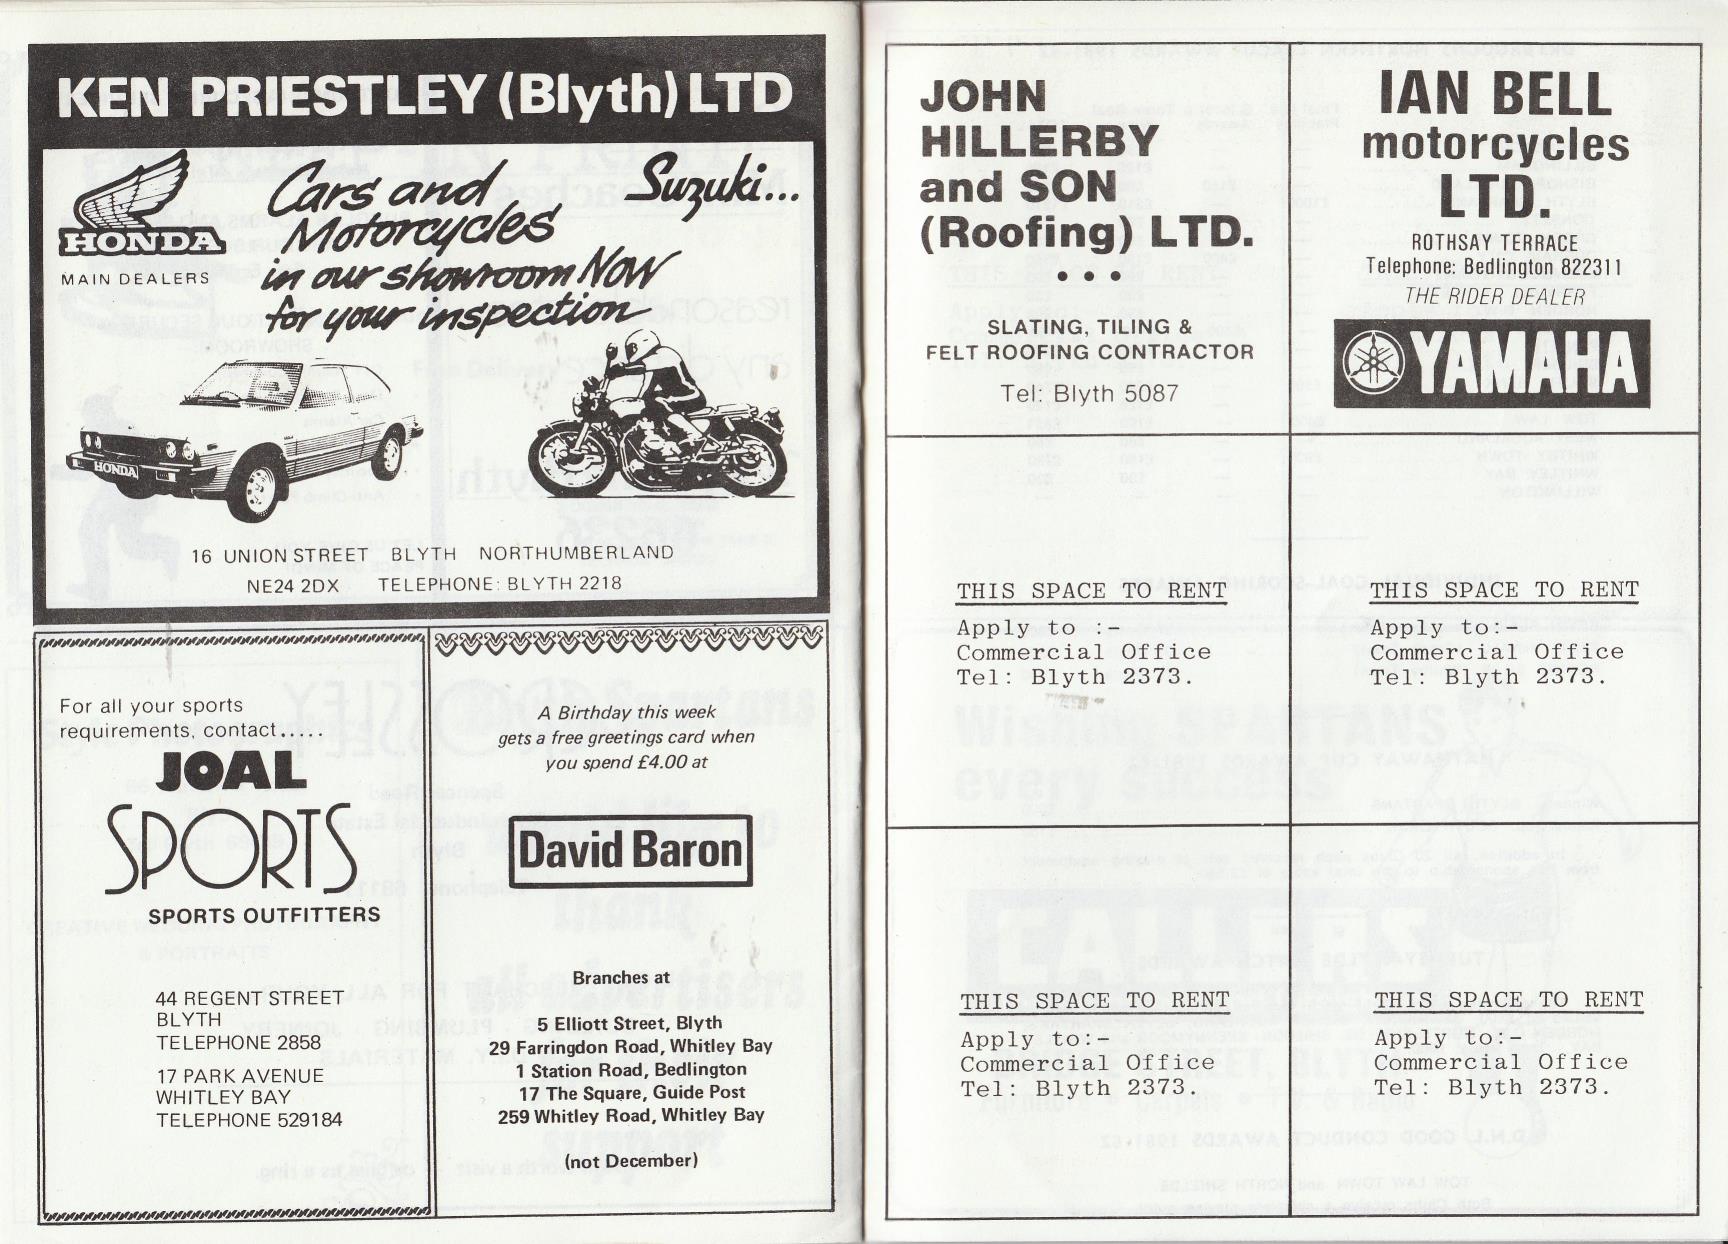 KEN PRIESTLEY (Blyth) LTD
HONDA
MAIN DEALERS
Cars and
Motorcycles
in our showroom NOW
for your inspection
Suzuki...
HONDA
16 UNION STREET BLYTH NORTHUMBERLAND
NE24 2DX TELEPHONE: BLYTH 2218
For all your sports
requirements, contact.....
JOAL
SPORTS
SPORTS OUTFITTERS
44 REGENT STREET
BLYTH
TELEPHONE 2858
17 PARK AVENUE
WHITLEY BAY
TELEPHONE 529184
A Birthday this week
gets a free greetings card when
you spend £4.00 at
David Baron
Branches at
5 Elliott Street, Blyth
29 Farringdon Road, Whitley Bay
1 Station Road, Bedlington
17 The Square, Guide Post
259 Whitley Road, Whitley Bay
(not December)
JOHN
HILLERBY
and SON
(Roofing) LTD.
• • •
SLATING, TILING &
FELT ROOFING CONTRACTOR
Tel: Blyth 5087
IAN BELL
motorcycles
LTD.
ROTHSAY TERRACE
Telephone: Bedlington 822311
THE RIDER DEALER
YAMAHA
THIS SPACE TO RENT
Apply to :-
Commercial Office
Tel: Blyth 2373.
THIS SPACE TO RENT
Apply to:-
Commercial Office
Tel: Blyth 2373.
THIS SPACE TO RENT
Apply to:-
Commercial Office
Tel: Blyth 2373.
THIS SPACE TO RENT
Apply to:-
Commercial Office
Tel: Blyth 2373.